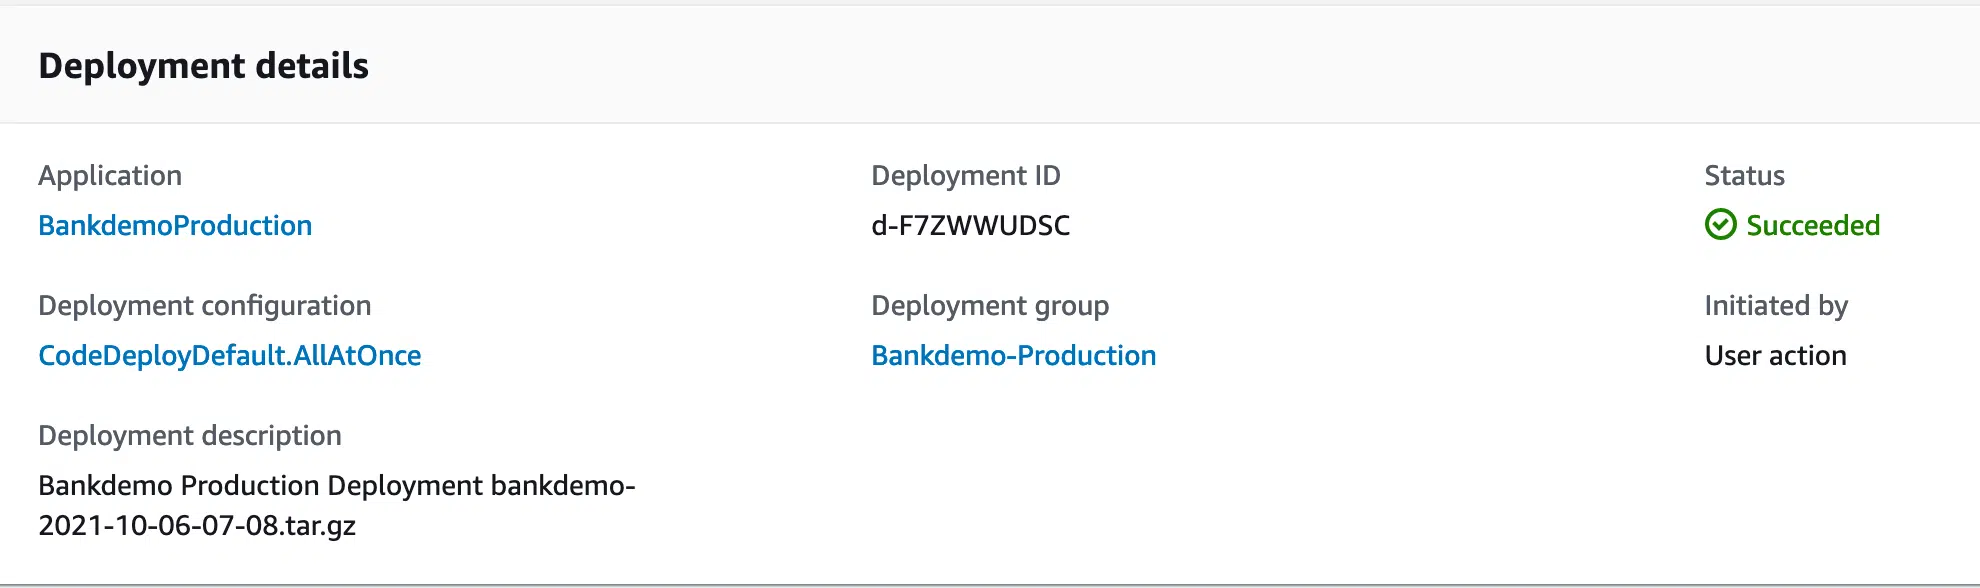 Deployment details
Application
BankdemoProduction
Deployment ID
d-F7ZWWUDSC
Status
Succeeded
Deployment configuration
CodeDeployDefault.AllAtOnce
Deployment group
Bankdemo-Production
Initiated by
User action
Deployment description
Bankdemo Production Deployment bankdemo-
2021-10-06-07-08.tar.gz